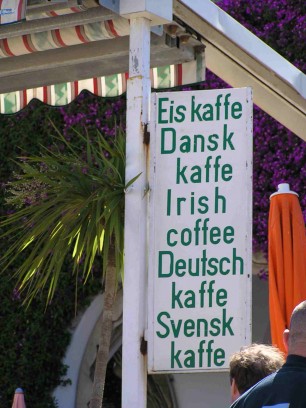 Eis kaffe
Dansk
kaffe
Irish
coffee
Deutsch
kaffe
Svensk
kaffe